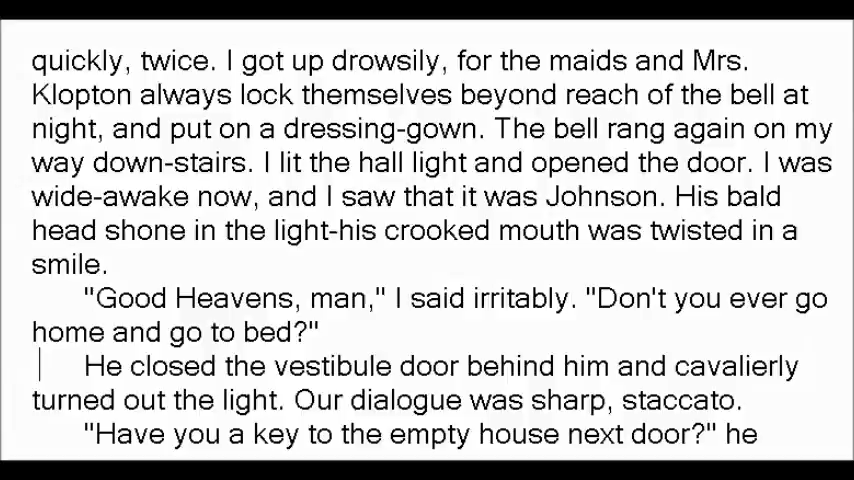 quickly, twice. I got up drowsily, for the maids and Mrs.
Klopton always lock themselves beyond reach of the bell at
night, and put on a dressing-gown. The bell rang again on my
way down-stairs. I lit the hall light and opened the door. I was
wide-awake now, and I saw that it was Johnson. His bald
head shone in the light-his crooked mouth was twisted in a
smile.
"Good Heavens, man," I said irritably. "Don't you ever go
home and go to bed?"
He closed the vestibule door behind him and cavalierly
turned out the light. Our dialogue was sharp, staccato.
"Have you a key to the empty house next door?" he